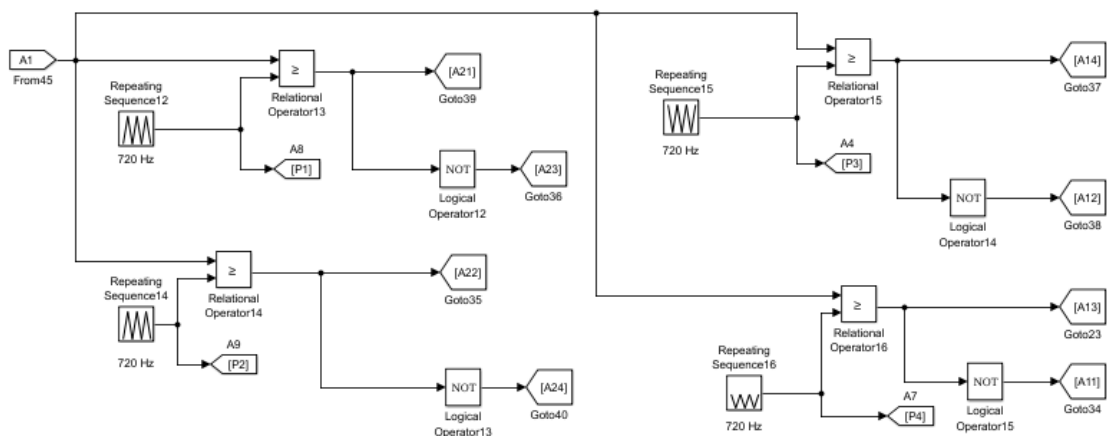 A1
From45
Repeating
Sequence12
720 Hz
≥
Relational
Operator13
A8
[P1]
[A21]
Goto39
NOT
Logical
Operator12
[A23]
Goto36
Repeating
Sequence14
720 Hz
≥
Relational
Operator14
A9
[P2]
[A22]
Goto35
NOT
Logical
Operator13
[A24]
Goto40
Repeating
Sequence15
720 Hz
≥
Relational
Operator15
A4
[P3]
[A14]
Goto37
NOT
Logical
Operator14
[A12]
Goto38
Repeating
Sequence16
720 Hz
≥
Relational
Operator16
A7
[P4]
[A13]
Goto23
NOT
Logical
Operator15
[A11]
Goto34